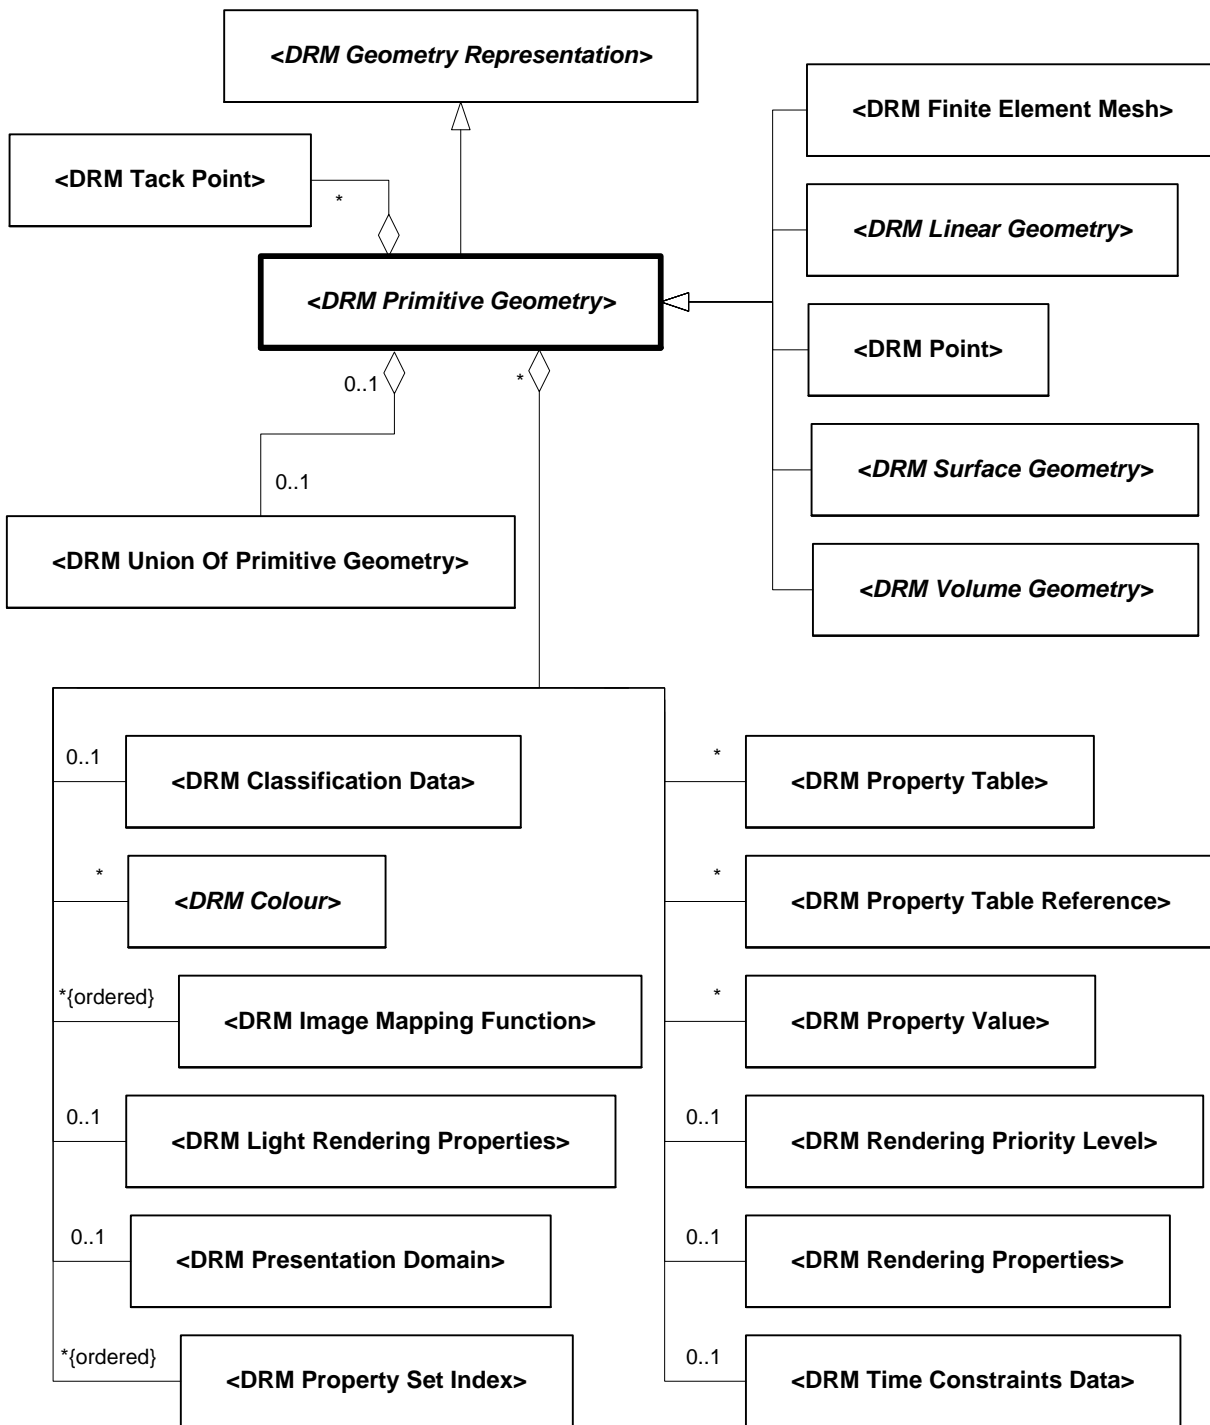 <DRM Geometry Representation>
<DRM Finite Element Mesh>
<DRM Tack Point>
*
<DRM Linear Geometry>
<DRM Primitive Geometry>
<DRM Point>
0..1
*
<DRM Surface Geometry>
0..1
<DRM Union Of Primitive Geometry>
<DRM Volume Geometry>
0..1
<DRM Classification Data>
*
<DRM Property Table>
*
<DRM Colour>
*
<DRM Property Table Reference>
*{ordered}
<DRM Image Mapping Function>
*
<DRM Property Value>
0..1
<DRM Light Rendering Properties>
0..1
<DRM Rendering Priority Level>
0..1
<DRM Presentation Domain>
0..1
<DRM Rendering Properties>
*{ordered}
<DRM Property Set Index>
0..1
<DRM Time Constraints Data>